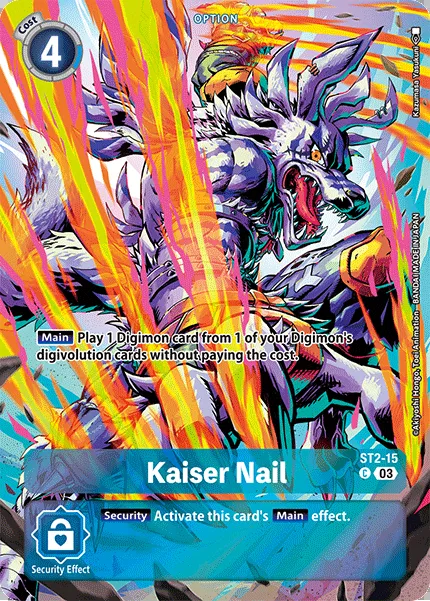 OPTION
Cost
4
Kazumasa Yasukuni
©Akiyoshi Hongo, Toei Animation · BANDAI MADE IN JAPAN
Main Play 1 Digimon card from 1 of your Digimon's
digivolution cards without paying the cost.
ST2-15
Kaiser Nail
C 03
Security Activate this card's Main effect.
Security Effect